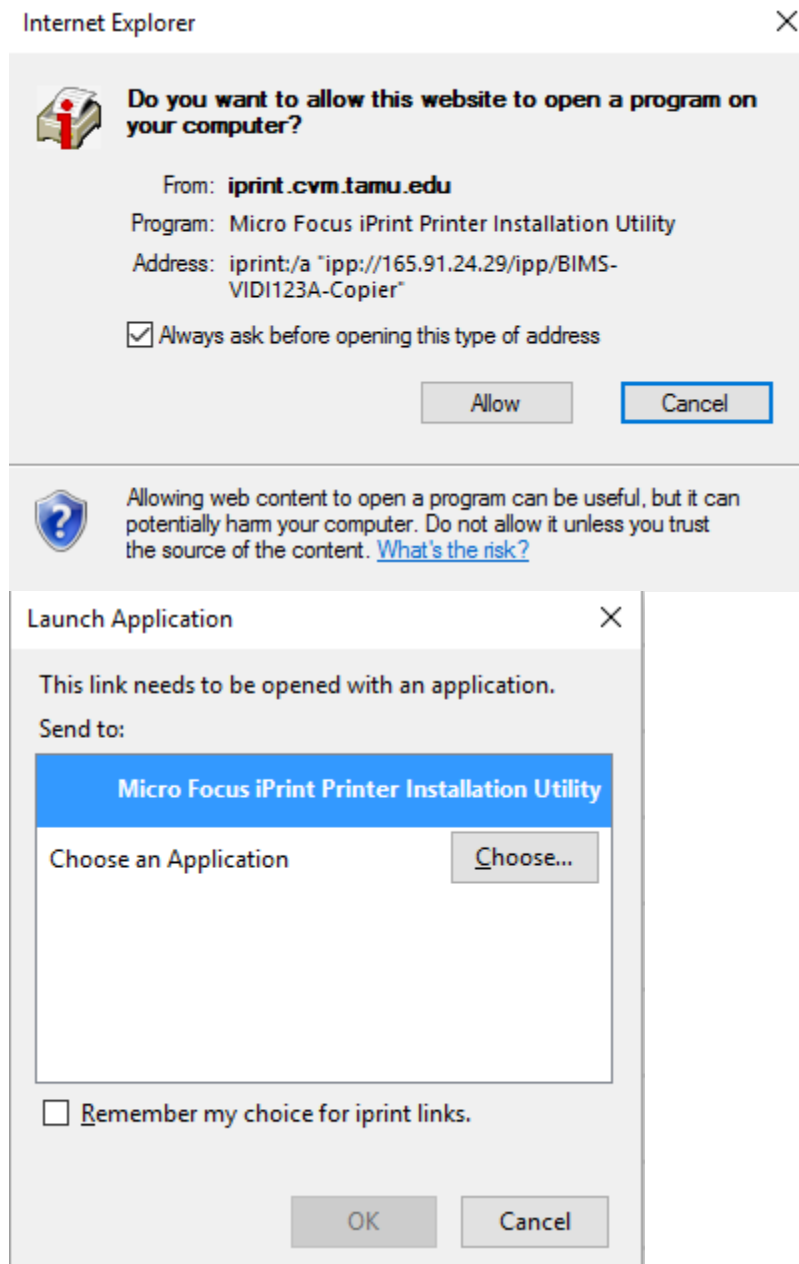 Internet Explorer
Do you want to allow this website to open a program on
your computer?
From: iprint.cvm.tamu.edu
Program: Micro Focus iPrint Printer Installation Utility
Address: iprint:/a "ipp://165.91.24.29/ipp/BIMS-
VIDI123A-Copier"
Always ask before opening this type of address
Allow Cancel
Allowing web content to open a program can be useful, but it can
potentially harm your computer. Do not allow it unless you trust
the source of the content. What's the risk?
Launch Application
This link needs to be opened with an application.
Send to:
Micro Focus iPrint Printer Installation Utility
Choose an Application Choose...
Remember my choice for iprint links.
OK Cancel